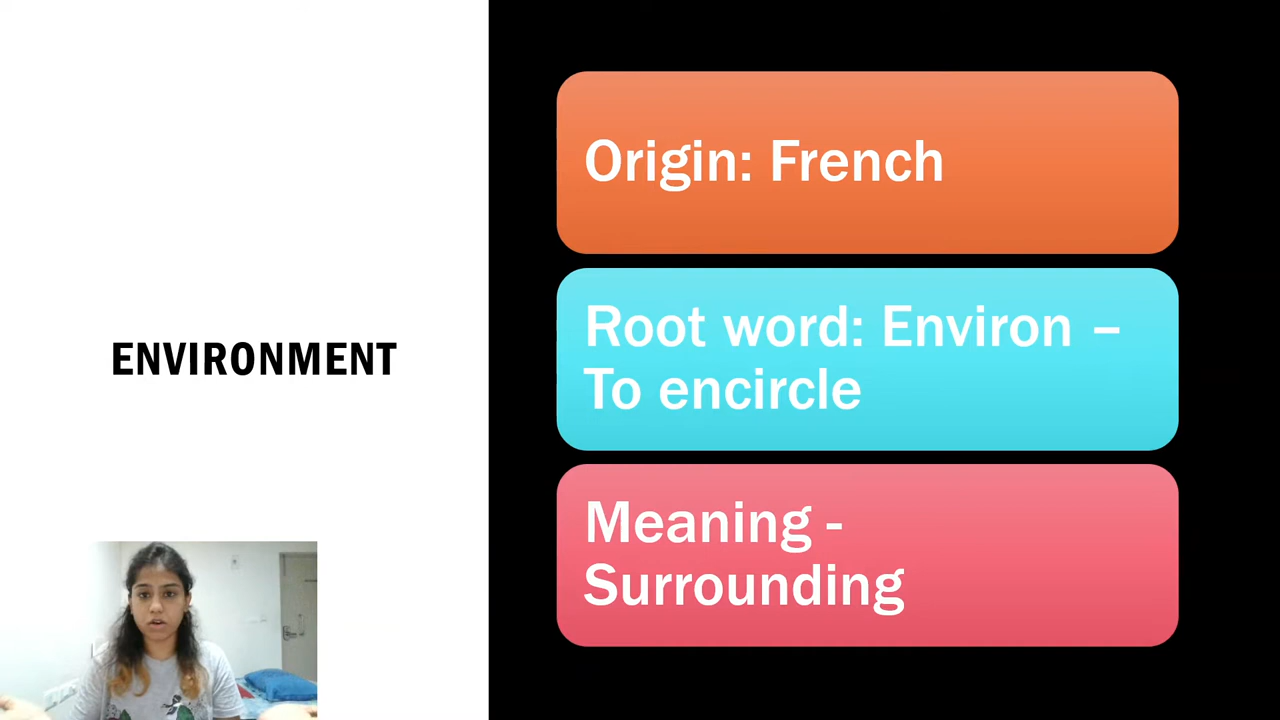 ENVIRONMENT
Origin: French
Root word: Environ –
To encircle
Meaning -
Surrounding